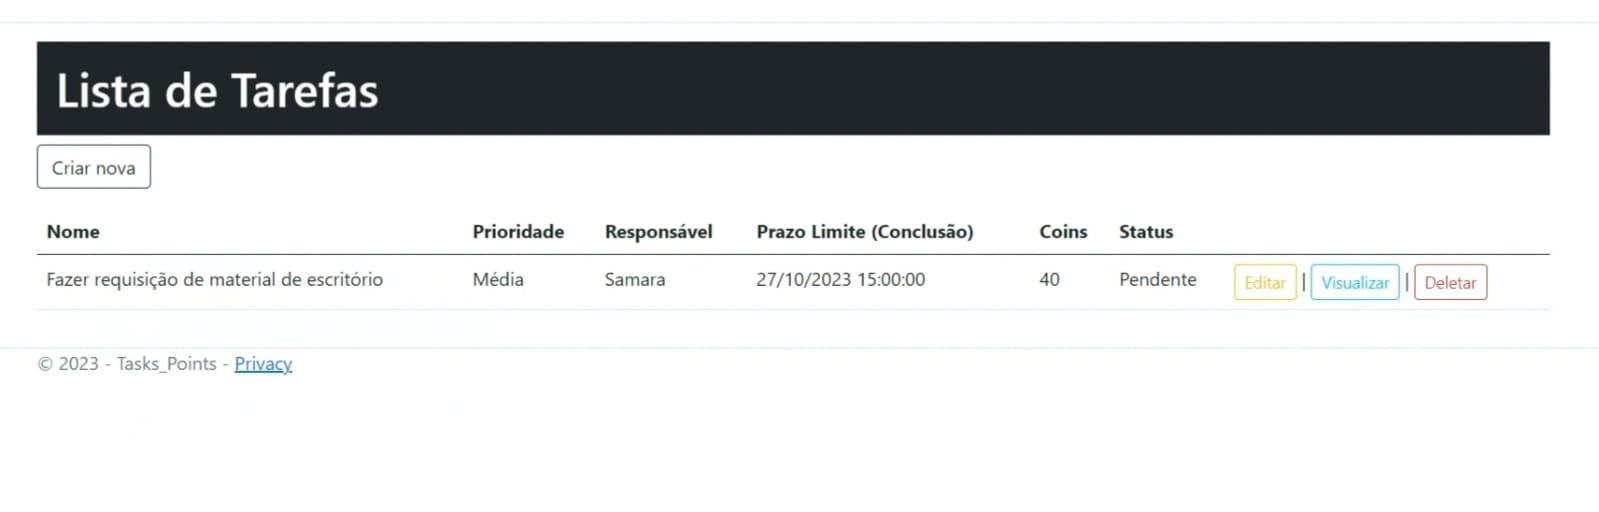 Lista de Tarefas
Criar nova
Nome Prioridade Responsável Prazo Limite (Conclusão) Coins Status
Fazer requisição de material de escritório Média Samara 27/10/2023 15:00:00 40 Pendente Editar | Visualizar | Deletar
© 2023 - Tasks_Points - Privacy